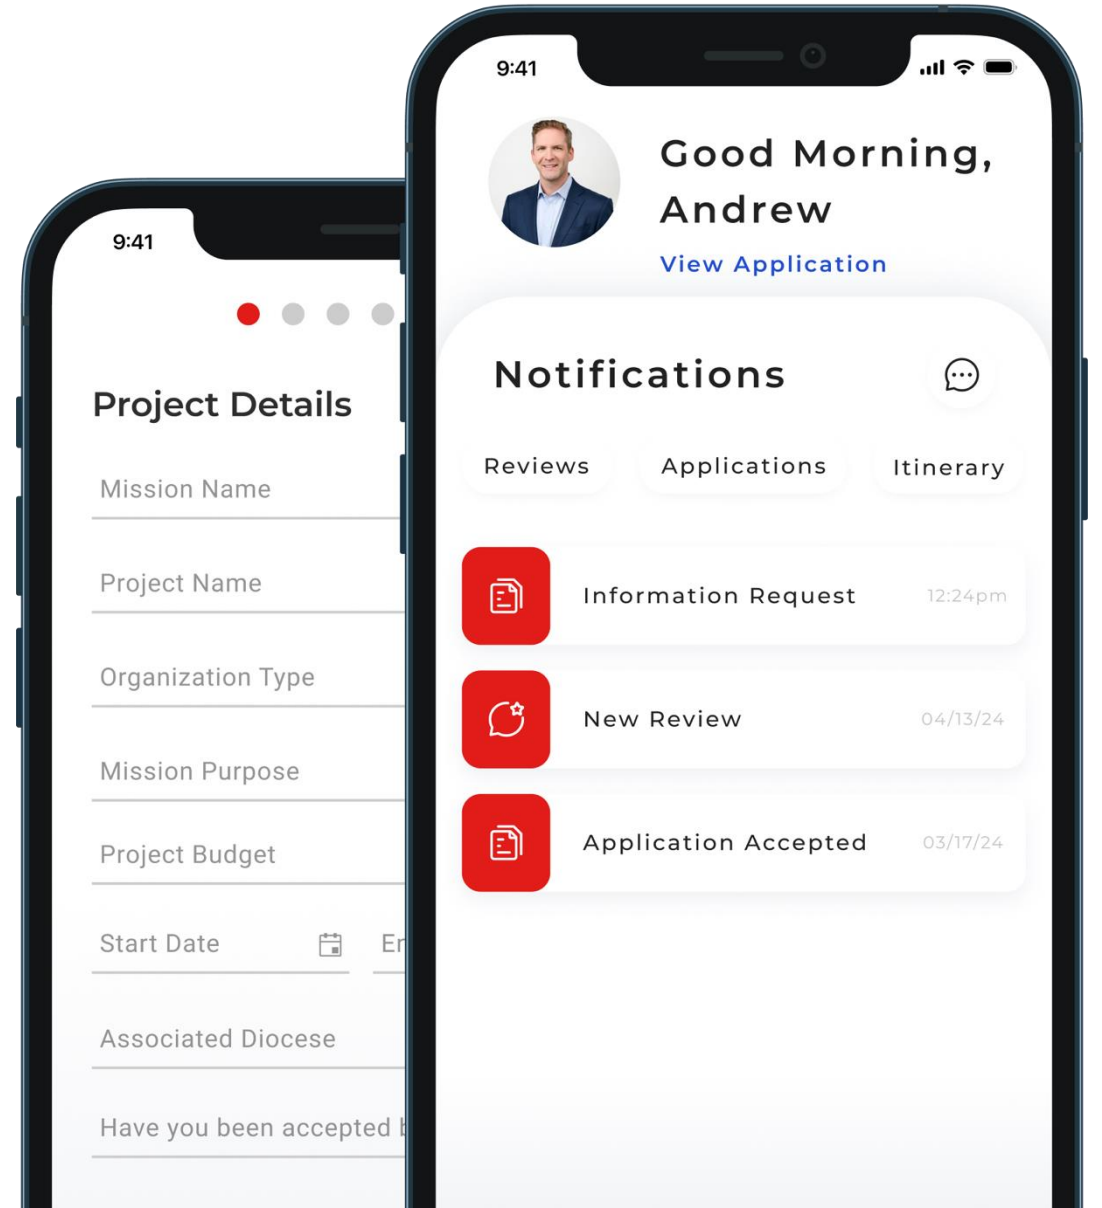 9:41
Project Details
Mission Name
Project Name
Organization Type
Mission Purpose
Project Budget
Start Date
Associated Diocese
Have you been accepted
9:41
Good Morning,
Andrew
View Application
Notifications
Reviews Applications Itinerary
Information Request 12:24pm
New Review 04/13/24
Application Accepted 03/17/24